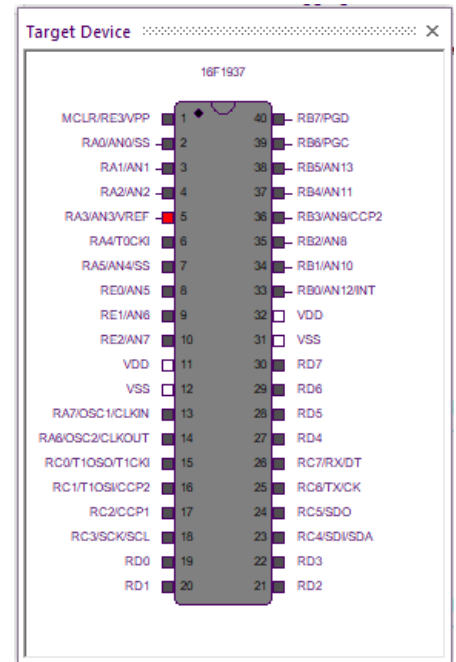 Target Device
16F1937
MCLR/RE3/VPP 1 40 RB7/PGD
RA0/AN0/SS 2 39 RB6/PGC
RA1/AN1 3 38 RB5/AN13
RA2/AN2 4 37 RB4/AN11
RA3/AN3/VREF 5 36 RB3/AN9/CCP2
RA4/T0CKI 6 35 RB2/AN8
RA5/AN4/SS 7 34 RB1/AN10
RE0/AN5 8 33 RB0/AN12/INT
RE1/AN6 9 32 VDD
RE2/AN7 10 31 VSS
VDD 11 30 RD7
VSS 12 29 RD6
RA7/OSC1/CLKIN 13 28 RD5
RA6/OSC2/CLKOUT 14 27 RD4
RC0/T1OSO/T1CKI 15 26 RC7/RX/DT
RC1/T1OSI/CCP2 16 25 RC6/TX/CK
RC2/CCP1 17 24 RC5/SDO
RC3/SCK/SCL 18 23 RC4/SDI/SDA
RD0 19 22 RD3
RD1 20 21 RD2